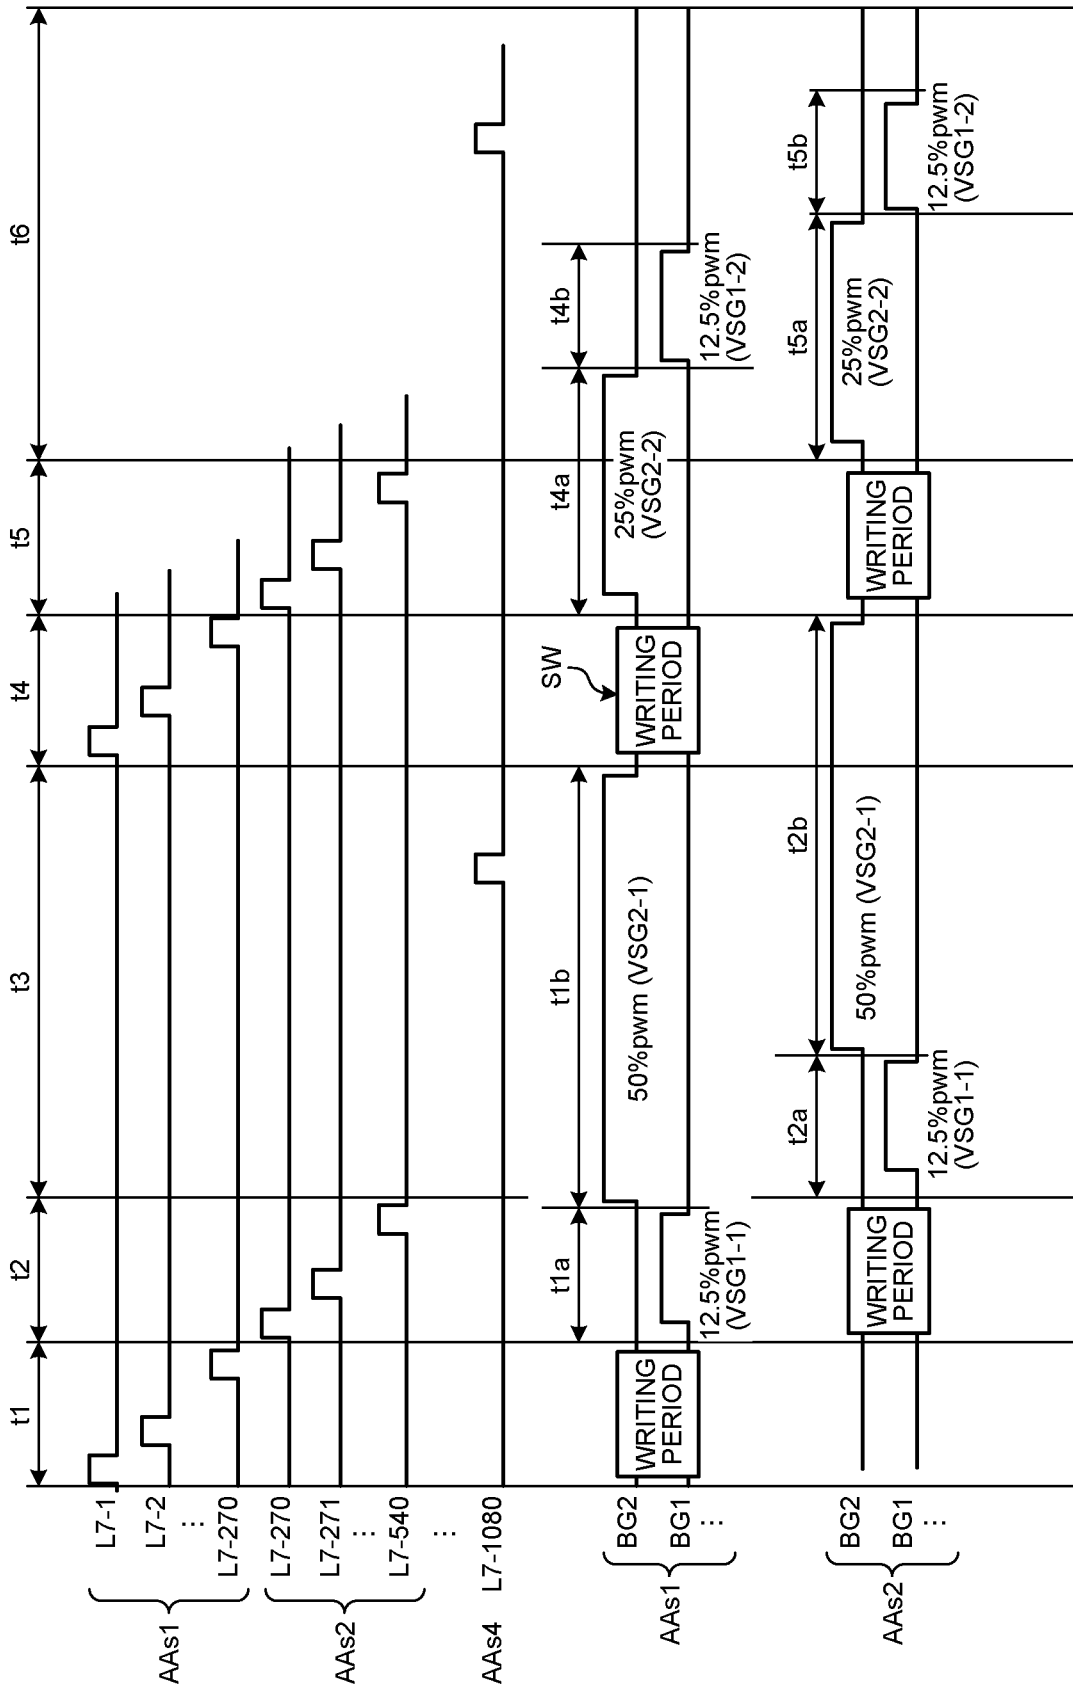 t1
t2
t3
t4
t5
t6
AAs1
L7-1
L7-2
...
L7-270
AAs2
L7-270
L7-271
...
L7-540
...
AAs4
L7-1080
AAs1
BG2
BG1
...
WRITING
PERIOD
t1a
12.5%pwm
(VSG1-1)
t1b
50%pwm (VSG2-1)
SW
WRITING
PERIOD
t4a
25%pwm
(VSG2-2)
t4b
12.5%pwm
(VSG1-2)
AAs2
BG2
BG1
...
WRITING
PERIOD
t2a
12.5%pwm
(VSG1-1)
t2b
50%pwm (VSG2-1)
WRITING
PERIOD
t5a
25%pwm
(VSG2-2)
t5b
12.5%pwm
(VSG1-2)